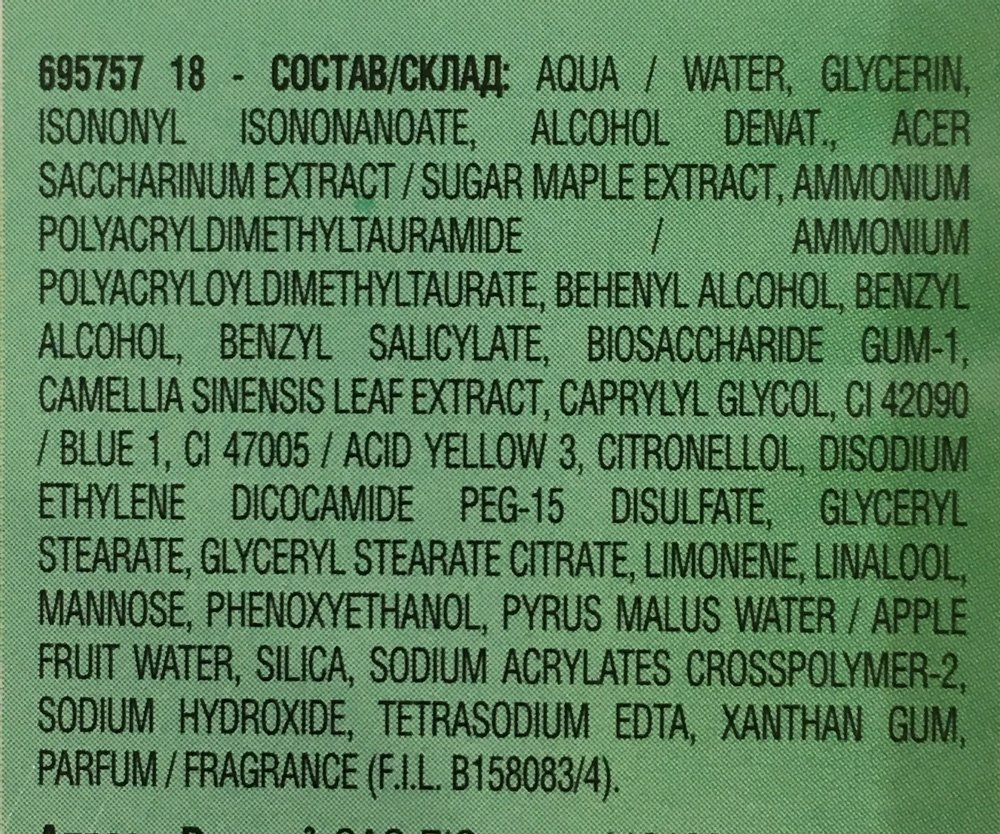 695757 18 - СОСТАВ/СКЛАД: AQUA / WATER, GLYCERIN,
ISONONYL ISONONANOATE, ALCOHOL DENAT., ACER
SACCHARINUM EXTRACT / SUGAR MAPLE EXTRACT, AMMONIUM
POLYACRYLDIMETHYLTAURAMIDE / AMMONIUM
POLYACRYLOYLDIMETHYLTAURATE, BEHENYL ALCOHOL, BENZYL
ALCOHOL, BENZYL SALICYLATE, BIOSACCHARIDE GUM-1,
CAMELLIA SINENSIS LEAF EXTRACT, CAPRYLYL GLYCOL, CI 42090
/ BLUE 1, CI 47005 / ACID YELLOW 3, CITRONELLOL, DISODIUM
ETHYLENE DICOCAMIDE PEG-15 DISULFATE, GLYCERYL
STEARATE, GLYCERYL STEARATE CITRATE, LIMONENE, LINALOOL,
MANNOSE, PHENOXYETHANOL, PYRUS MALUS WATER / APPLE
FRUIT WATER, SILICA, SODIUM ACRYLATES CROSSPOLYMER-2,
SODIUM HYDROXIDE, TETRASODIUM EDTA, XANTHAN GUM,
PARFUM / FRAGRANCE (F.I.L. B158083/4).